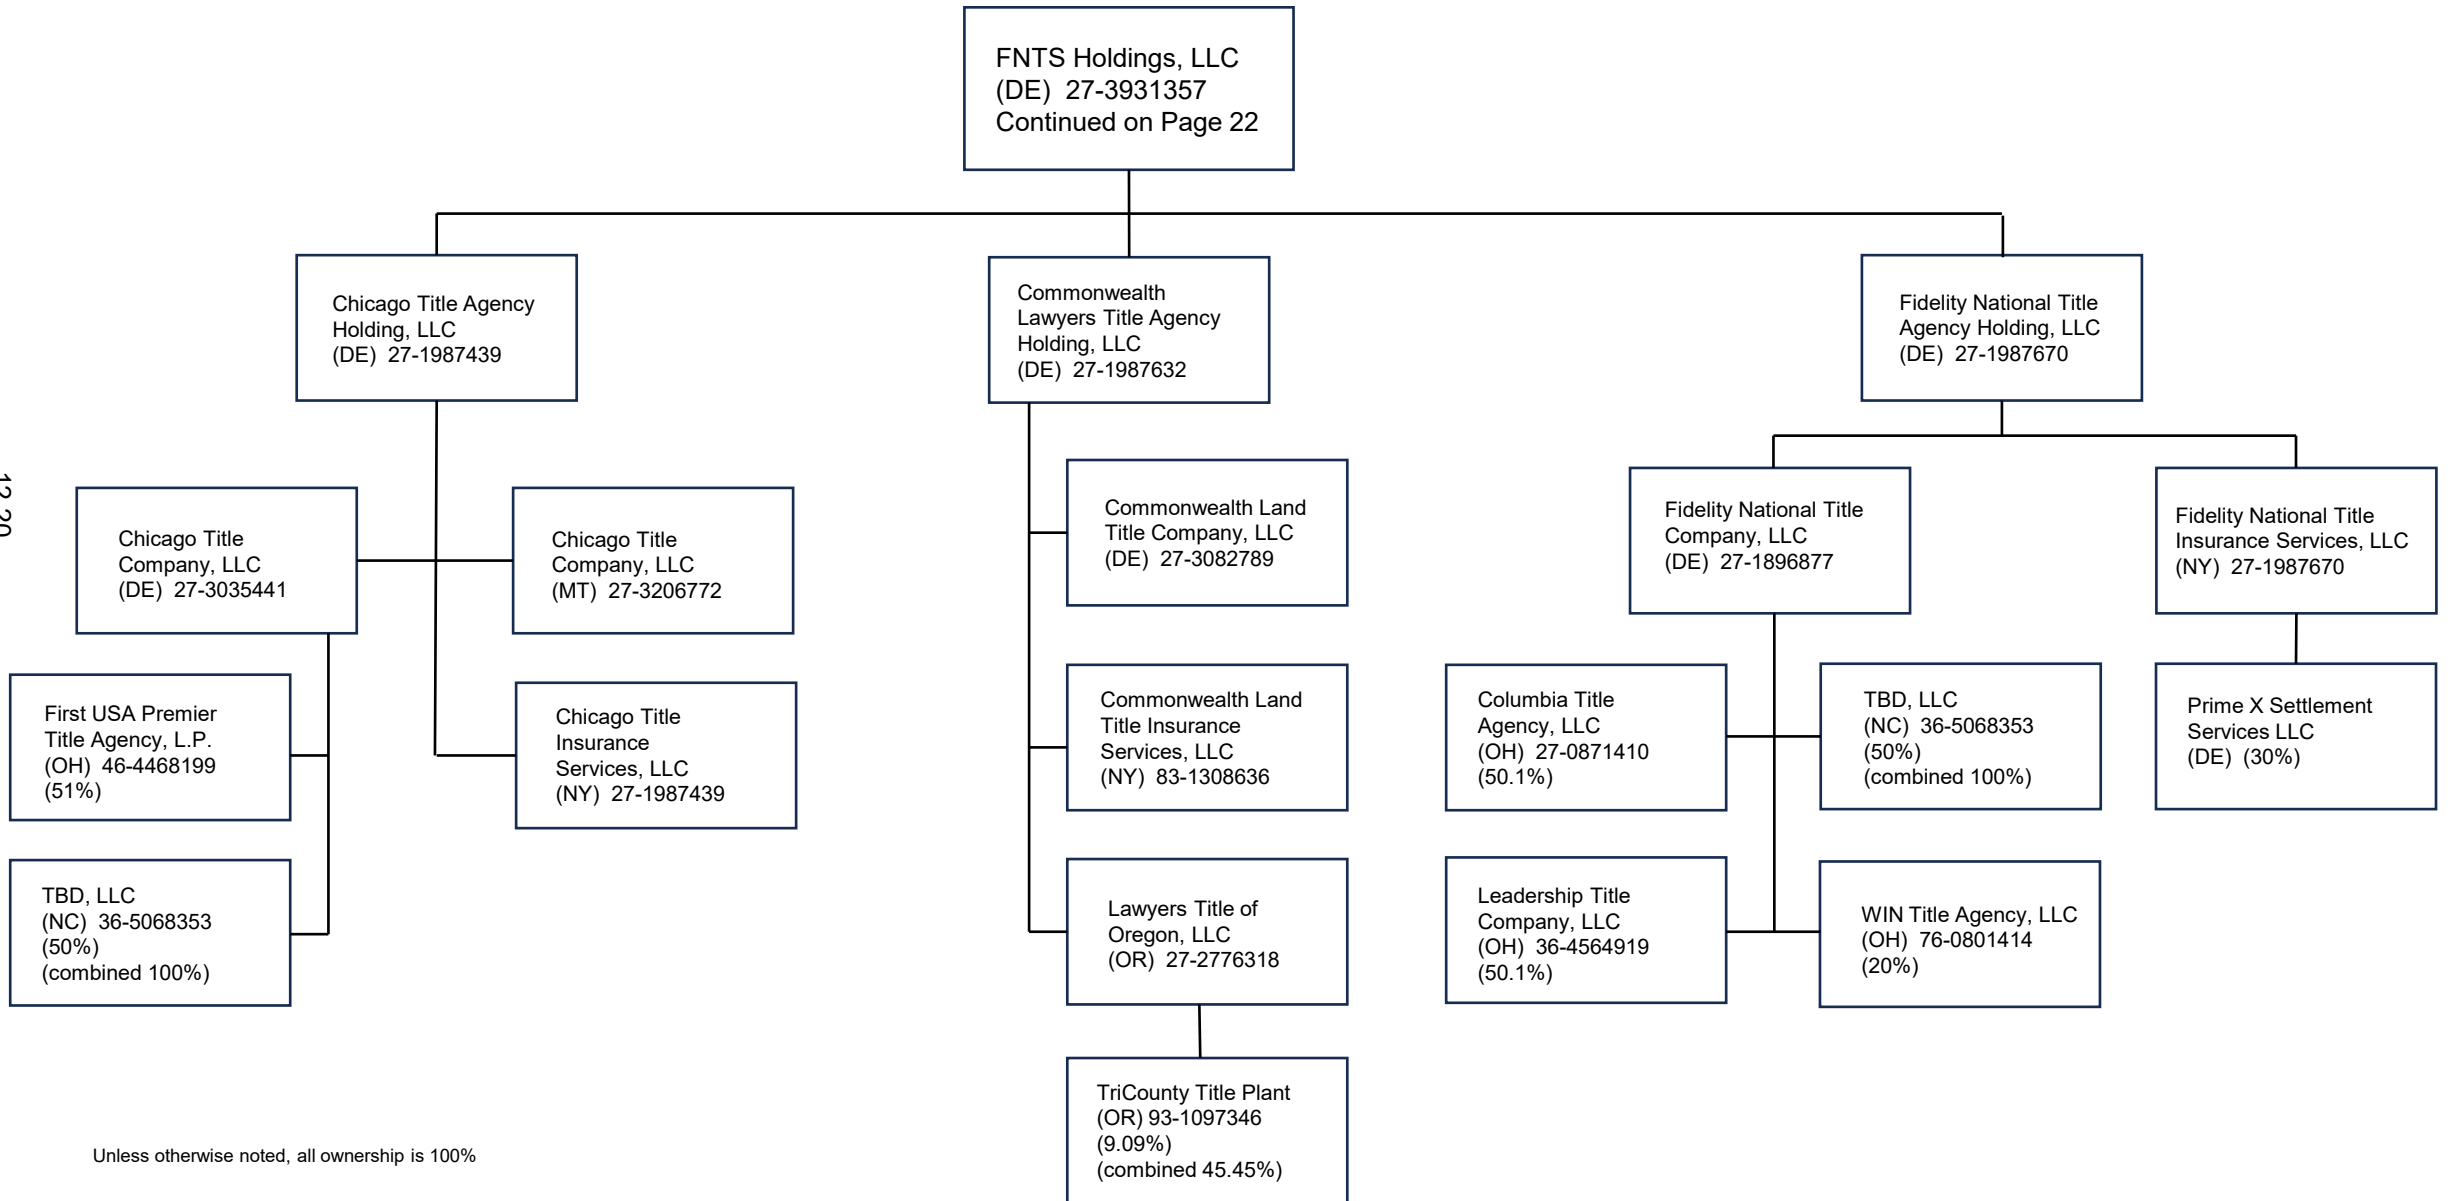 FNTS Holdings, LLC
(DE) 27-3931357
Continued on Page 22
Chicago Title Agency
Holding, LLC
(DE) 27-1987439
Commonwealth
Lawyers Title Agency
Holding, LLC
(DE) 27-1987632
Fidelity National Title
Agency Holding, LLC
(DE) 27-1987670
Chicago Title
Company, LLC
(DE) 27-3035441
Chicago Title
Company, LLC
(MT) 27-3206772
Commonwealth Land
Title Company, LLC
(DE) 27-3082789
Fidelity National Title
Company, LLC
(DE) 27-1896877
Fidelity National Title
Insurance Services, LLC
(NY) 27-1987670
First USA Premier
Title Agency, L.P.
(OH) 46-4468199
(51%)
Chicago Title
Insurance
Services, LLC
(NY) 27-1987439
Commonwealth Land
Title Insurance
Services, LLC
(NY) 83-1308636
Columbia Title
Agency, LLC
(OH) 27-0871410
(50.1%)
TBD, LLC
(NC) 36-5068353
(50%)
(combined 100%)
Prime X Settlement
Services LLC
(DE) (30%)
TBD, LLC
(NC) 36-5068353
(50%)
(combined 100%)
Lawyers Title of
Oregon, LLC
(OR) 27-2776318
Leadership Title
Company, LLC
(OH) 36-4564919
(50.1%)
WIN Title Agency, LLC
(OH) 76-0801414
(20%)
TriCounty Title Plant
(OR) 93-1097346
(9.09%)
(combined 45.45%)
Unless otherwise noted, all ownership is 100%